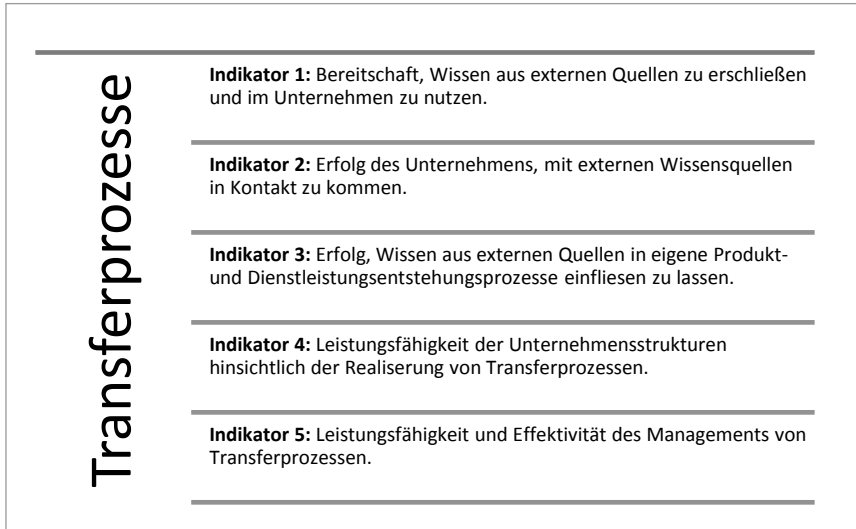 Transferprozesse
Indikator 1: Bereitschaft, Wissen aus externen Quellen zu erschließen
und im Unternehmen zu nutzen.
Indikator 2: Erfolg des Unternehmens, mit externen Wissensquellen
in Kontakt zu kommen.
Indikator 3: Erfolg, Wissen aus externen Quellen in eigene Produkt-
und Dienstleistungsentstehungsprozesse einfliesen zu lassen.
Indikator 4: Leistungsfähigkeit der Unternehmensstrukturen
hinsichtlich der Realiserung von Transferprozessen.
Indikator 5: Leistungsfähigkeit und Effektivität des Managements von
Transferprozessen.